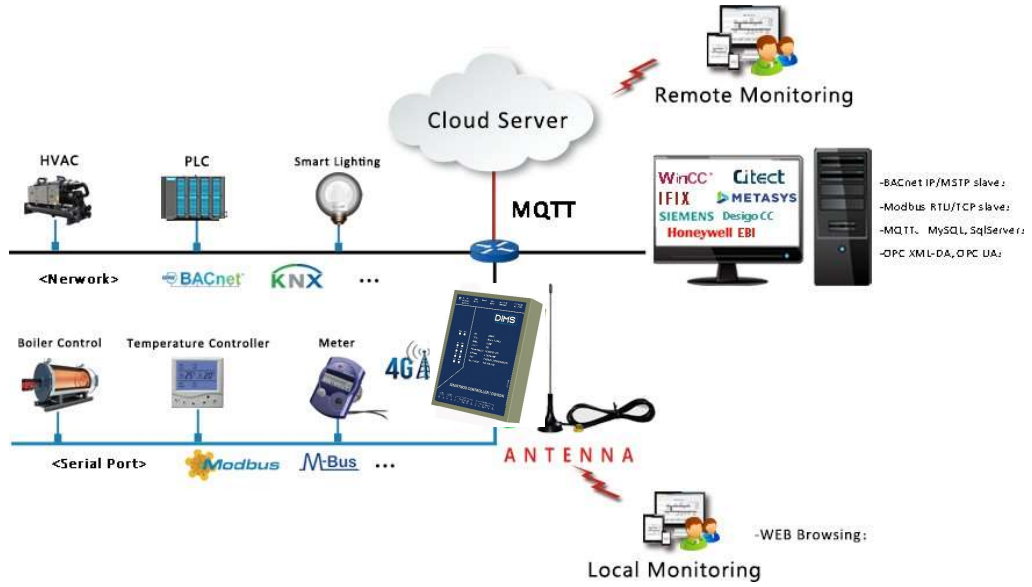 Remote Monitoring
Cloud Server
HVAC
PLC
Smart Lighting
MQTT
WinCC
Citect
IFIX
METASYS
SIEMENS Desigo CC
Honeywell EBI
-BACnet IP/MSTP slave;
-Modbus RTU/TCP slave;
-MQTT、MySQL, SqlServer;
-OPC XML-DA, OPC UA;
<Nerwork>
BACnet
KNX
...
DIMS
Boiler Control
Temperature Controller
Meter
4G
<Serial Port>
Modbus
M-Bus
...
ANTENNA
-WEB Browsing;
Local Monitoring